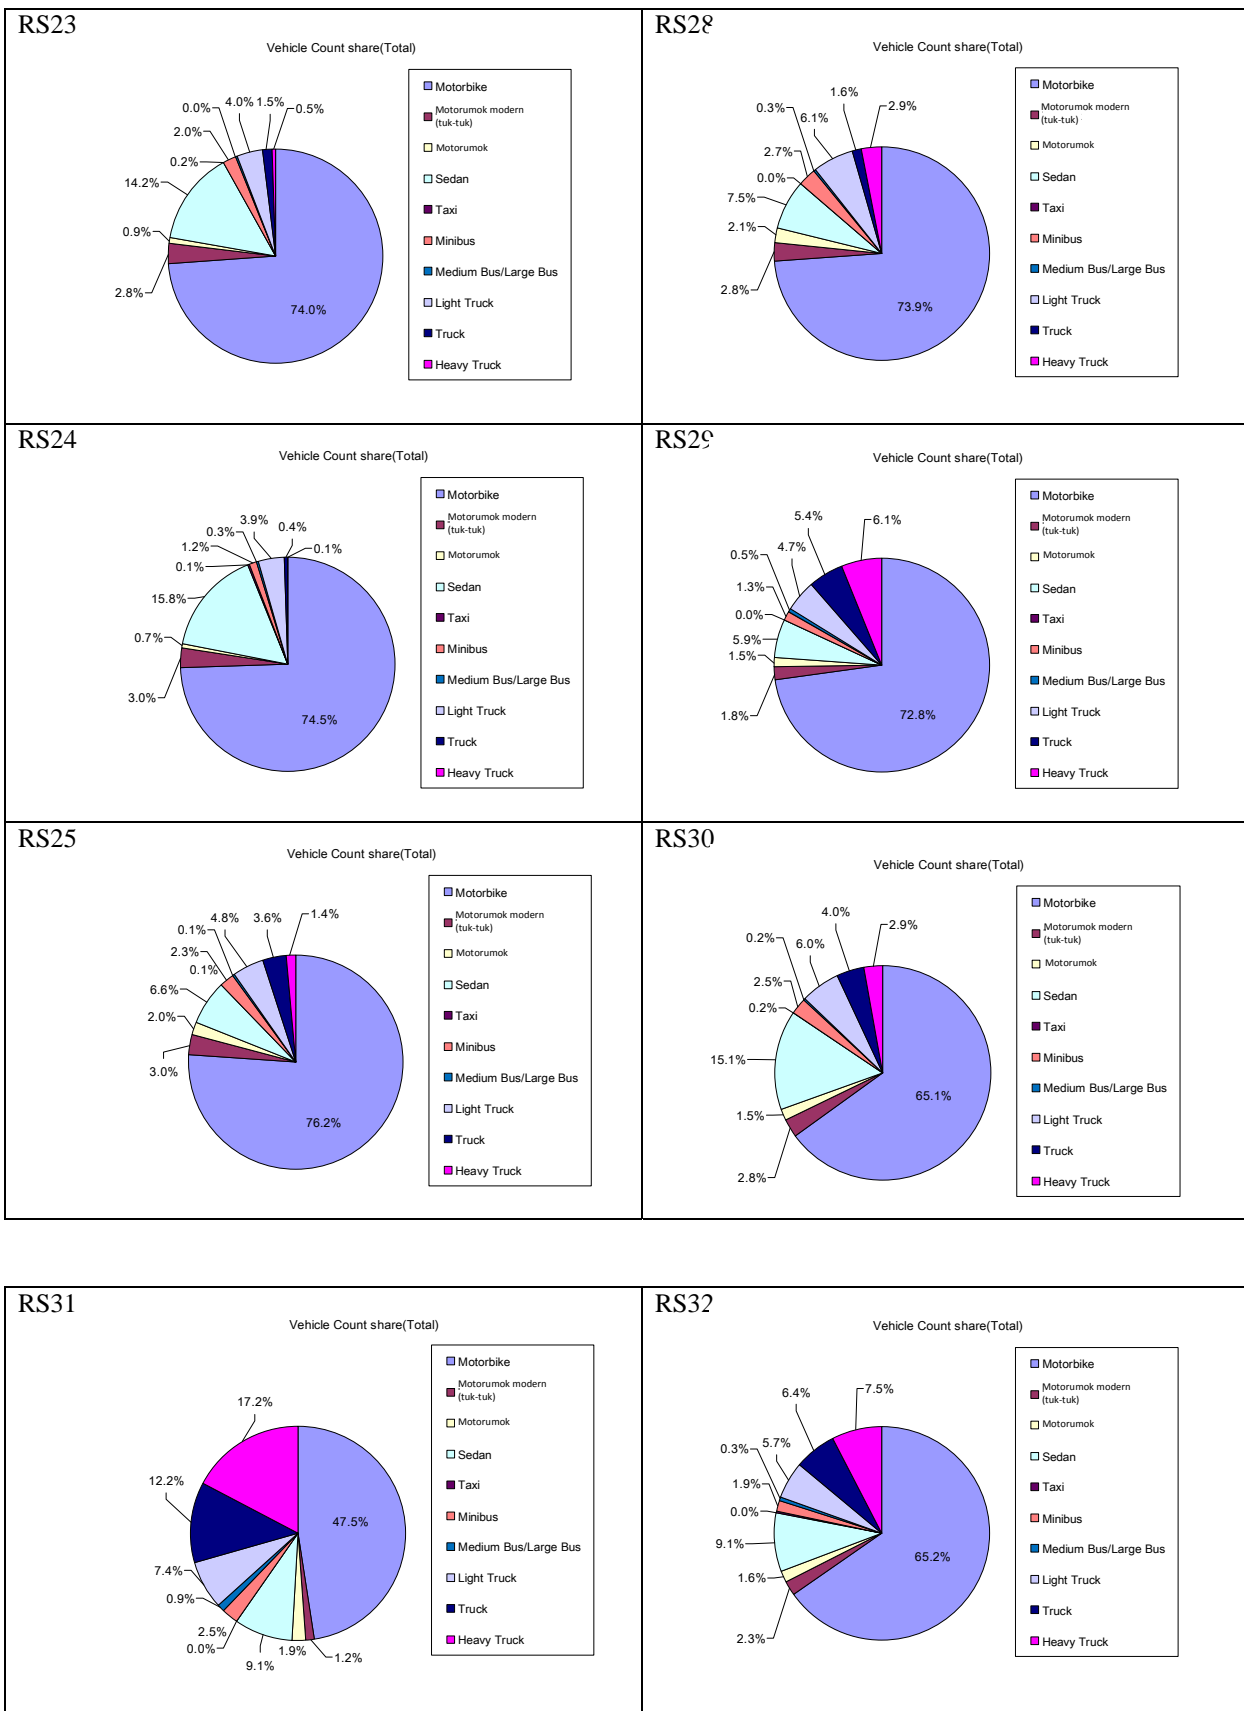 RS23
Vehicle Count share(Total)
0.0%
4.0%
1.5%
0.5%
2.0%
0.2%
14.2%
0.9%
2.8%
74.0%
Motorbike
Motorumok modern
(tuk-tuk)
Motorumok
Sedan
Taxi
Minibus
Medium Bus/Large Bus
Light Truck
Truck
Heavy Truck
RS28
Vehicle Count share(Total)
1.6%
0.3%
2.9%
6.1%
2.7%
0.0%
7.5%
2.1%
2.8%
73.9%
Motorbike
Motorumok modern
(tuk-tuk)
Motorumok
Sedan
Taxi
Minibus
Medium Bus/Large Bus
Light Truck
Truck
Heavy Truck
RS24
Vehicle Count share(Total)
3.9%
0.4%
0.3%
1.2%
0.1%
0.1%
15.8%
0.7%
3.0%
74.5%
Motorbike
Motorumok modern
(tuk-tuk)
Motorumok
Sedan
Taxi
Minibus
Medium Bus/Large Bus
Light Truck
Truck
Heavy Truck
RS29
Vehicle Count share(Total)
5.4%
6.1%
4.7%
0.5%
1.3%
0.0%
5.9%
1.5%
1.8%
72.8%
Motorbike
Motorumok modern
(tuk-tuk)
Motorumok
Sedan
Taxi
Minibus
Medium Bus/Large Bus
Light Truck
Truck
Heavy Truck
RS25
Vehicle Count share(Total)
4.8%
3.6%
1.4%
0.1%
2.3%
0.1%
6.6%
2.0%
3.0%
76.2%
Motorbike
Motorumok modern
(tuk-tuk)
Motorumok
Sedan
Taxi
Minibus
Medium Bus/Large Bus
Light Truck
Truck
Heavy Truck
RS30
Vehicle Count share(Total)
4.0%
2.9%
0.2%
6.0%
2.5%
0.2%
15.1%
1.5%
2.8%
65.1%
Motorbike
Motorumok modern
(tuk-tuk)
Motorumok
Sedan
Taxi
Minibus
Medium Bus/Large Bus
Light Truck
Truck
Heavy Truck
RS31
Vehicle Count share(Total)
17.2%
12.2%
47.5%
7.4%
0.9%
2.5%
0.0%
9.1%
1.9%
1.2%
Motorbike
Motorumok modern
(tuk-tuk)
Motorumok
Sedan
Taxi
Minibus
Medium Bus/Large Bus
Light Truck
Truck
Heavy Truck
RS32
Vehicle Count share(Total)
6.4%
7.5%
0.3%
5.7%
1.9%
0.0%
9.1%
1.6%
2.3%
65.2%
Motorbike
Motorumok modern
(tuk-tuk)
Motorumok
Sedan
Taxi
Minibus
Medium Bus/Large Bus
Light Truck
Truck
Heavy Truck